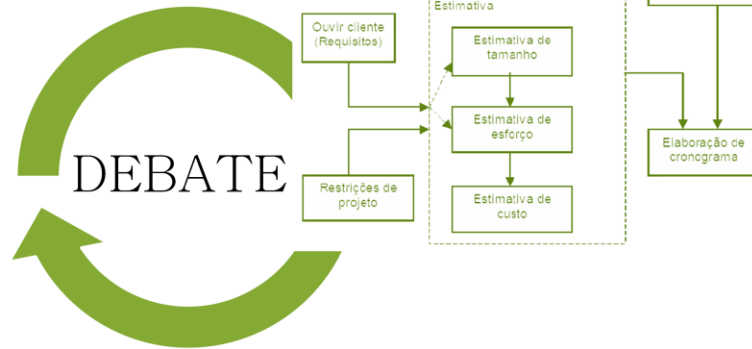 Estimativa
Ouvir cliente
(Requisitos)
Estimativa de
tamanho
Estimativa de
esforço
Elaboração de
cronograma
DEBATE
Restrições de
projeto
Estimativa de
custo